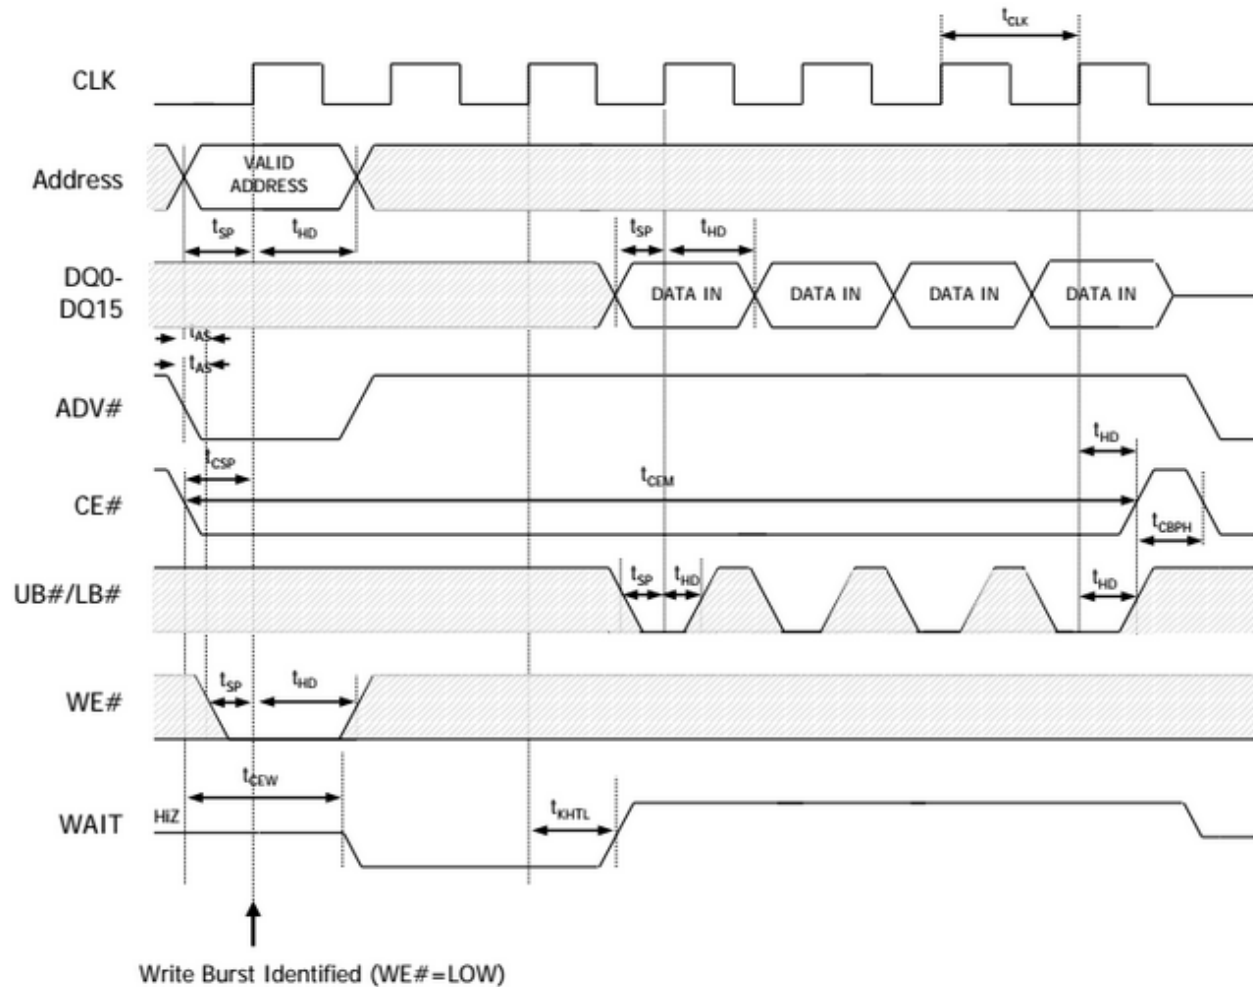 tCLK
CLK
Address
VALID
ADDRESS
tSP
tHD
tSP
tHD
DQ0-
DQ15
DATA IN
DATA IN
DATA IN
DATA IN
tAS
tAS
ADV#
tHD
tCSP
tCEM
CE#
tCBPH
UB#/LB#
tSP
tHD
tHD
WE#
tSP
tHD
tCEW
HiZ
tKHTL
WAIT
Write Burst Identified (WE#=LOW)